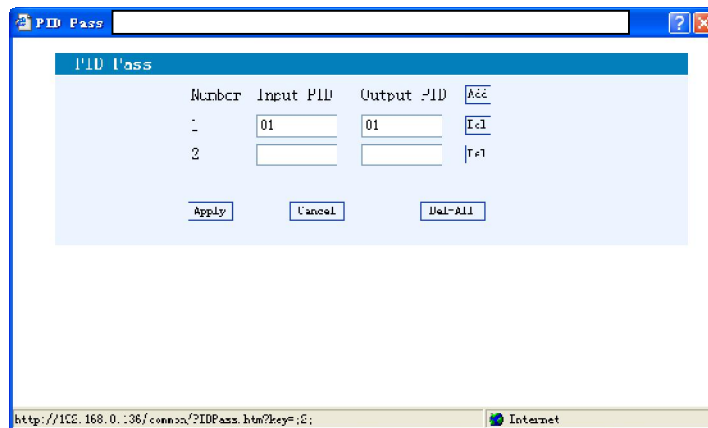 PID Pass
PID Pass
Number Input PID Output PID Add
1 01 01 Del
2 Del
Apply Cancel Del-All
http://192.168.0.136/common/PIDPass.htm?key=;2; Internet